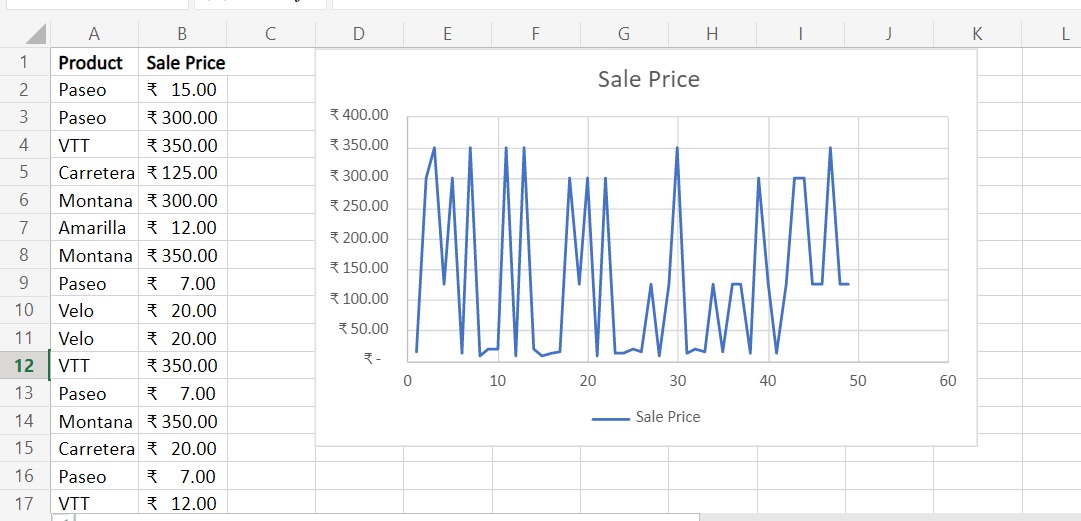 A B C D E F G H I J K L
1 Product Sale Price
2 Paseo ₹ 15.00
3 Paseo ₹ 300.00
4 VTT ₹ 350.00
5 Carretera ₹ 125.00
6 Montana ₹ 300.00
7 Amarilla ₹ 12.00
8 Montana ₹ 350.00
9 Paseo ₹ 7.00
10 Velo ₹ 20.00
11 Velo ₹ 20.00
12 VTT ₹ 350.00
13 Paseo ₹ 7.00
14 Montana ₹ 350.00
15 Carretera ₹ 20.00
16 Paseo ₹ 7.00
17 VTT ₹ 12.00
Sale Price
₹ 400.00
₹ 350.00
₹ 300.00
₹ 250.00
₹ 200.00
₹ 150.00
₹ 100.00
₹ 50.00
₹ -
0 10 20 30 40 50 60
Sale Price